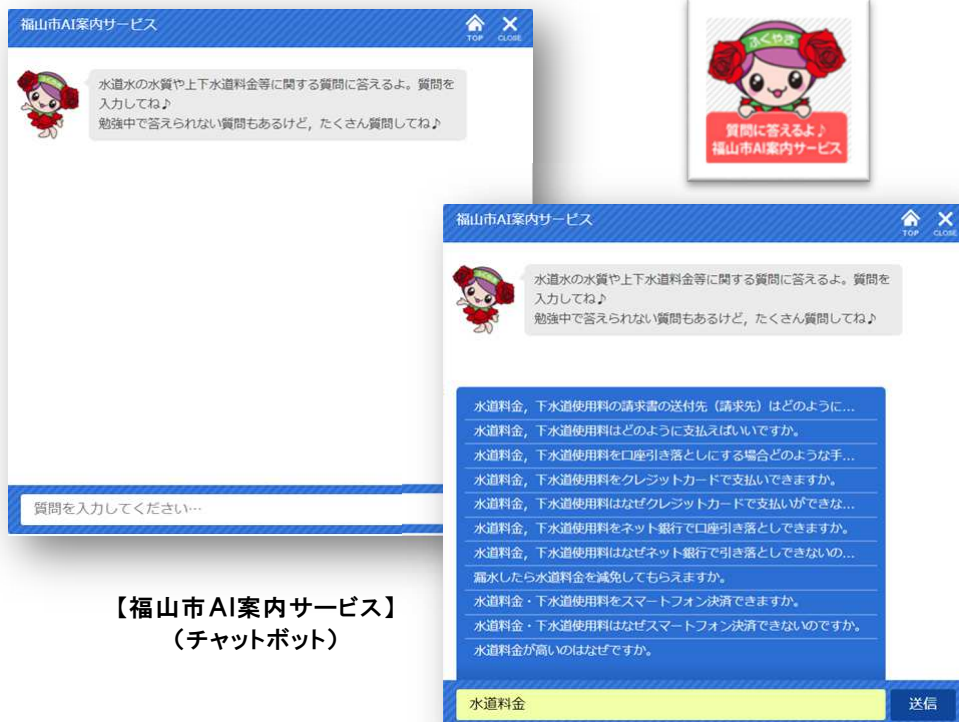 福山市AI案内サービス
TOP
CLOSE
水道水の水質や上下水道料金等に関する質問に答えるよ。質問を
入力してね♪
勉強中で答えられない質問もあるけど，たくさん質問してね♪
質問を入力してください…
【福山市AI案内サービス】
（チャットボット）
ふくやま
質問に答えるよ♪
福山市AI案内サービス
福山市AI案内サービス
TOP
CLOSE
水道水の水質や上下水道料金等に関する質問に答えるよ。質問を
入力してね♪
勉強中で答えられない質問もあるけど，たくさん質問してね♪
水道料金，下水道使用料の請求書の送付先（請求先）はどのように...
水道料金，下水道使用料はどのように支払えばいいですか。
水道料金，下水道使用料を口座引き落としにする場合どのような手...
水道料金，下水道使用料をクレジットカードで支払いできますか。
水道料金，下水道使用料はなぜクレジットカードで支払いができな...
水道料金，下水道使用料をネット銀行で口座引き落としできますか。
水道料金，下水道使用料はなぜネット銀行で引き落としできないの...
漏水したら水道料金を減免してもらえますか。
水道料金・下水道使用料をスマートフォン決済できますか。
水道料金・下水道使用料はなぜスマートフォン決済できないのですか。
水道料金が高いのはなぜですか。
水道料金
送信